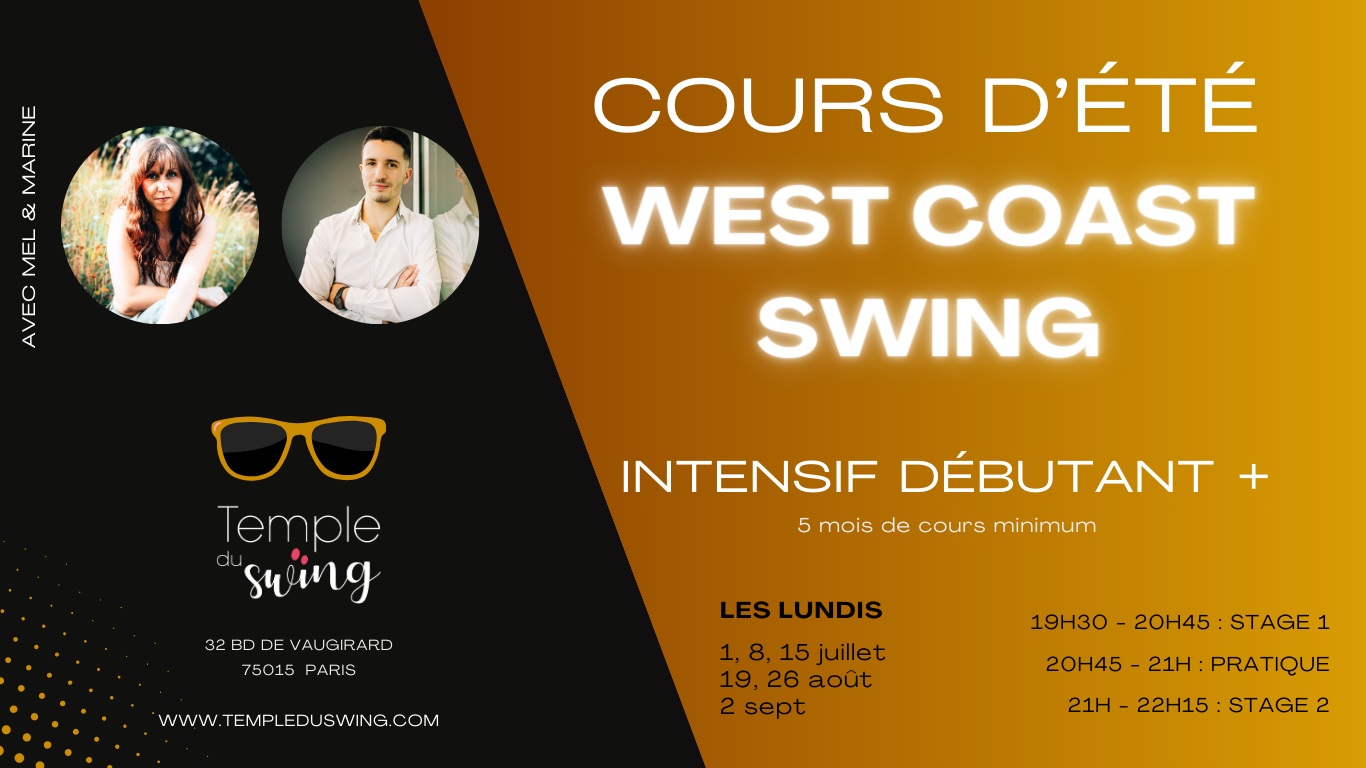 AVEC MEL & MARINE
Temple
du swing
32 BD DE VAUGIRARD
75015 PARIS
WWW.TEMPLEDUSWING.COM
COURS D'ÉTÉ
WEST COAST
SWING
INTENSIF DÉBUTANT +
5 mois de cours minimum
LES LUNDIS
1, 8, 15 juillet
19, 26 août
2 sept
19H30 - 20H45 : STAGE 1
20H45 - 21H : PRATIQUE
21H - 22H15 : STAGE 2